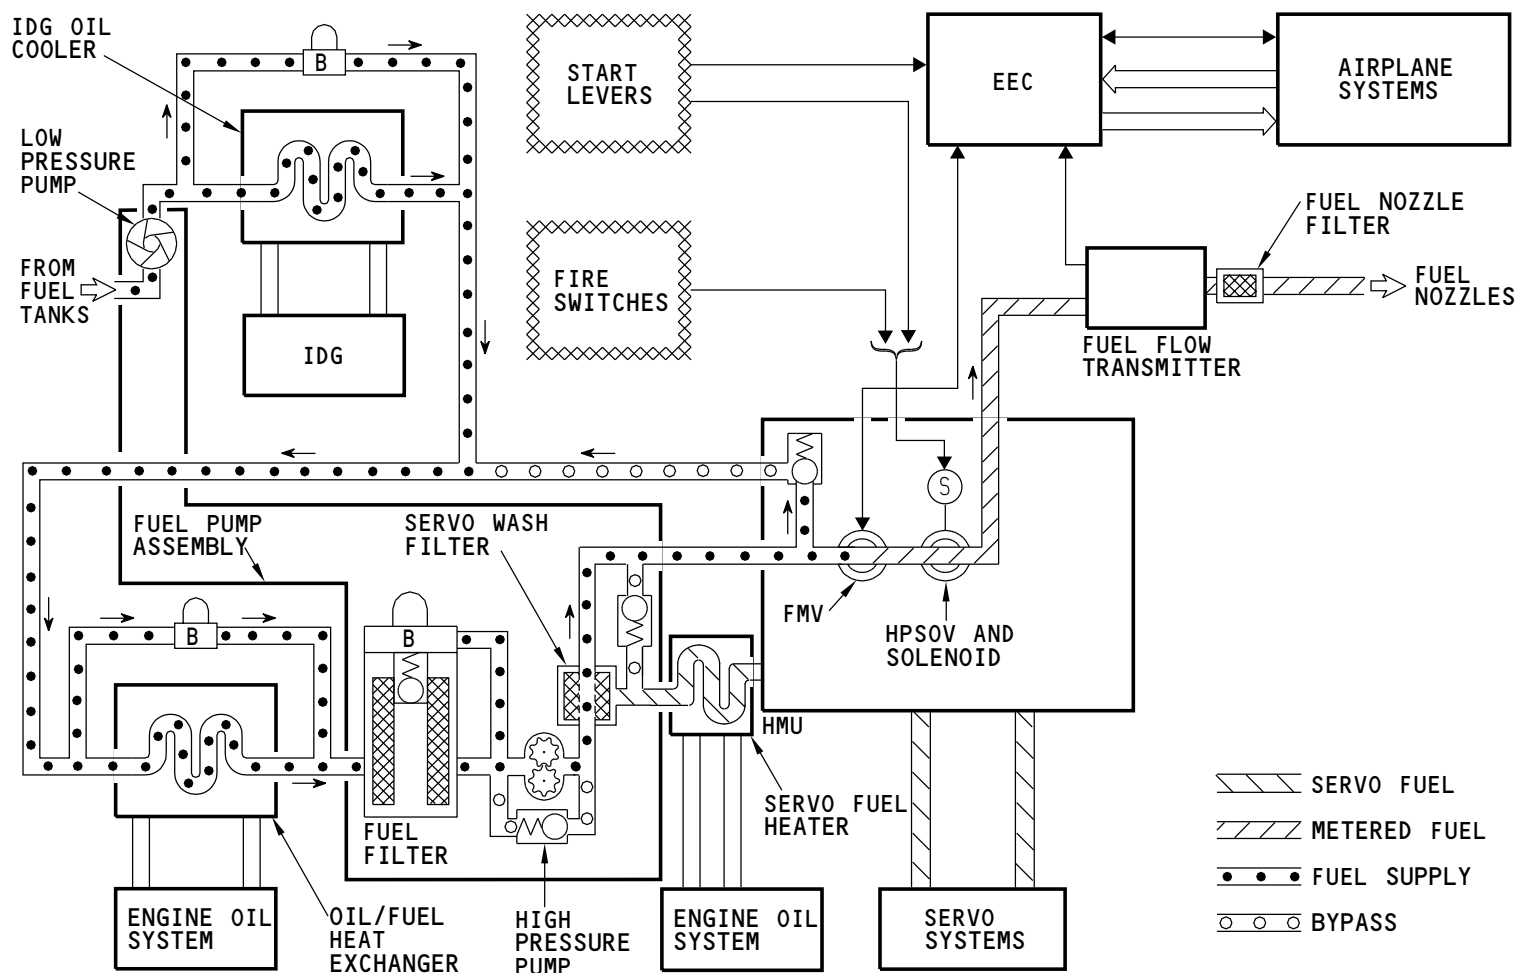 IDG OIL
COOLER
B
START
LEVERS
EEC
AIRPLANE
SYSTEMS
LOW
PRESSURE
PUMP
FUEL NOZZLE
FILTER
FROM
FUEL
TANKS
FIRE
SWITCHES
FUEL
NOZZLES
IDG
FUEL FLOW
TRANSMITTER
S
FUEL PUMP
ASSEMBLY
SERVO WASH
FILTER
FMV
HPSOV AND
SOLENOID
B
B
HMU
SERVO FUEL
HEATER
SERVO FUEL
METERED FUEL
FUEL SUPPLY
BYPASS
FUEL
FILTER
ENGINE OIL
SYSTEM
OIL/FUEL
HEAT
EXCHANGER
HIGH
PRESSURE
PUMP
ENGINE OIL
SYSTEM
SERVO
SYSTEMS